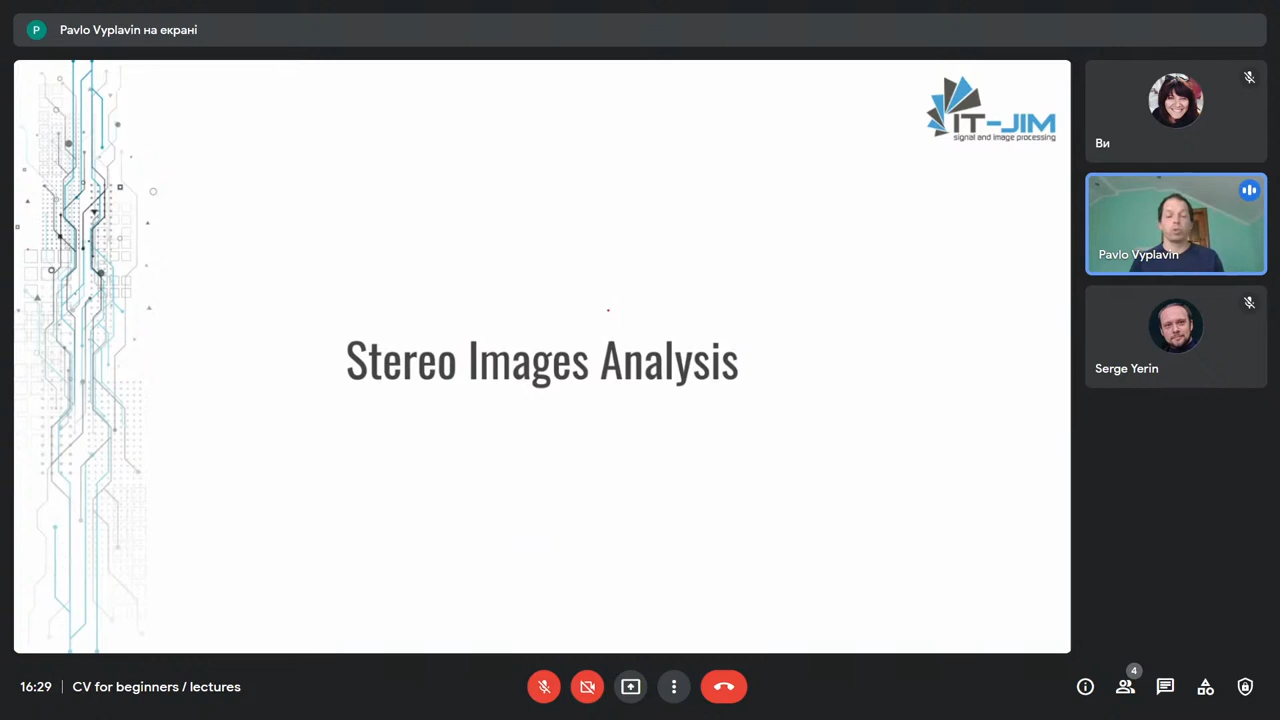 P Pavlo Vyplavin на екрані
IT-JIM
signal and image processing
Stereo Images Analysis
Ви
Pavlo Vyplavin
Serge Yerin
16:29 | CV for beginners / lectures
4